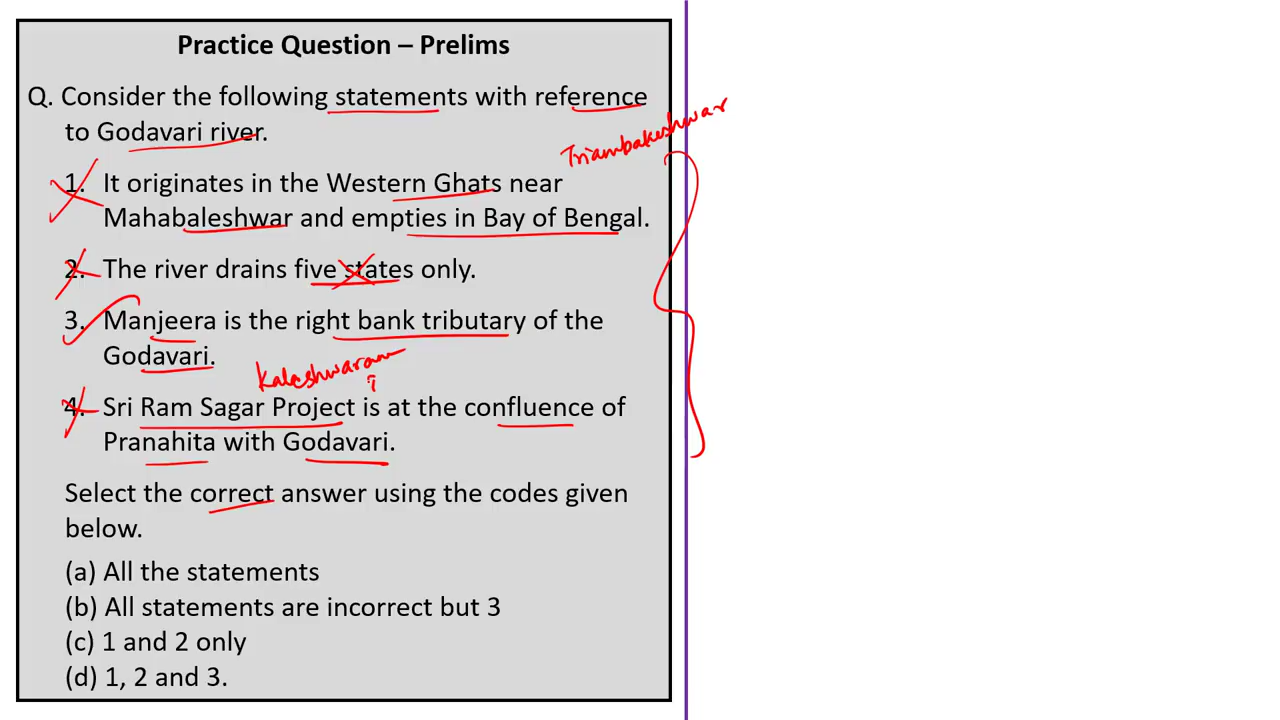 Practice Question – Prelims
Q. Consider the following statements with reference
to Godavari river.
Triambakeshwar
1. It originates in the Western Ghats near
Mahabaleshwar and empties in Bay of Bengal.
2. The river drains five states only.
3. Manjeera is the right bank tributary of the
Godavari.
Kaleshwaram
4. Sri Ram Sagar Project is at the confluence of
Pranahita with Godavari.
Select the correct answer using the codes given
below.
(a) All the statements
(b) All statements are incorrect but 3
(c) 1 and 2 only
(d) 1, 2 and 3.